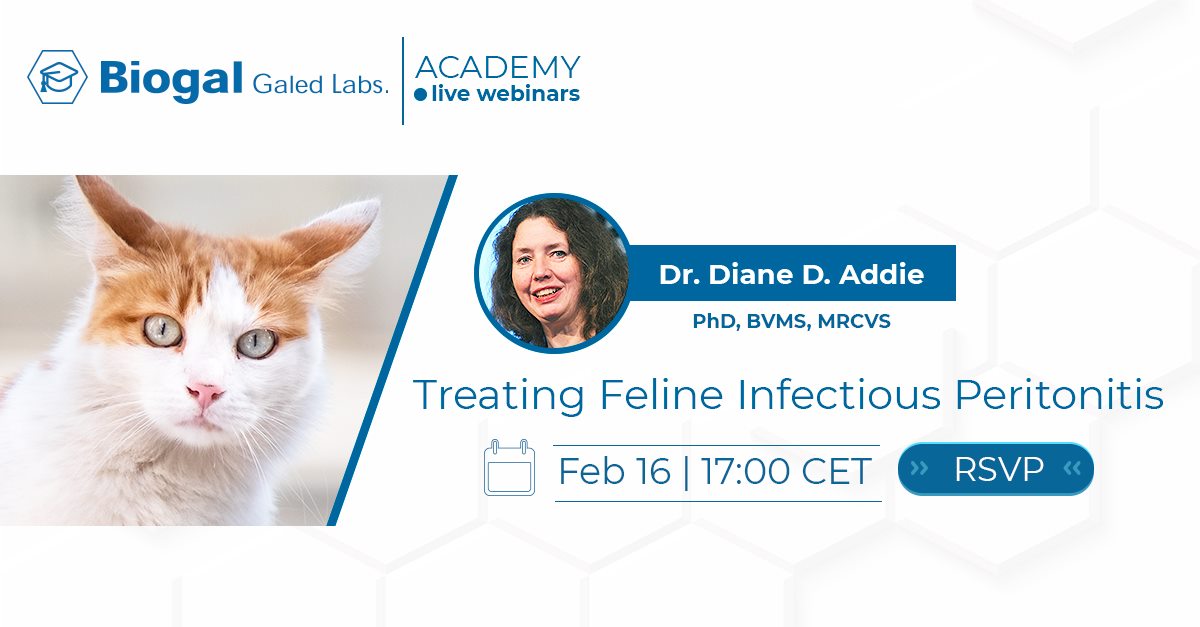 Biogal Galed Labs.
ACADEMY
live webinars
Dr. Diane D. Addie
PhD, BVMS, MRCVS
Treating Feline Infectious Peritonitis
Feb 16 | 17:00 CET
RSVP